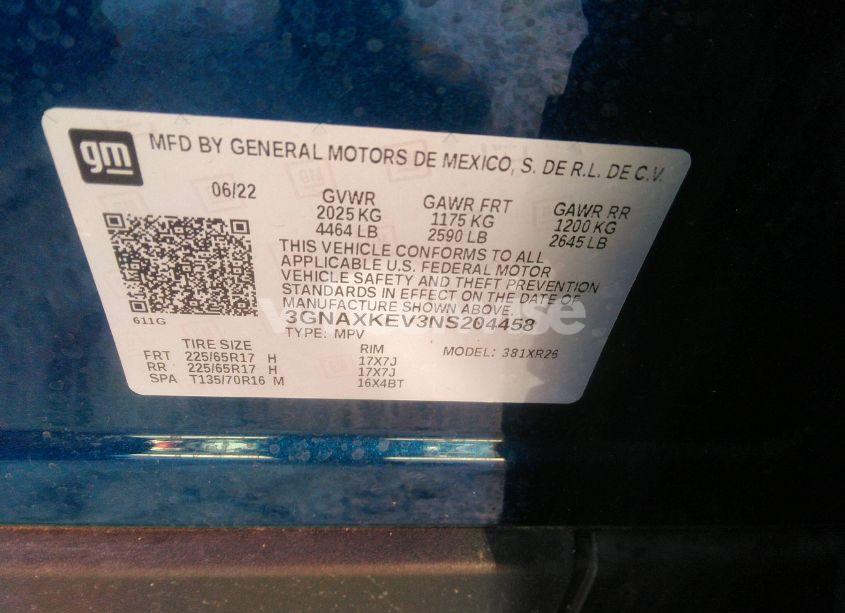 gm
MFD BY GENERAL MOTORS DE MEXICO, S. DE R.L. DE C.V.
06/22
GVWR GAWR FRT GAWR RR
2025 KG 1175 KG 1200 KG
4464 LB 2590 LB 2645 LB
THIS VEHICLE CONFORMS TO ALL
APPLICABLE U.S. FEDERAL MOTOR
VEHICLE SAFETY AND THEFT PREVENTION
STANDARDS IN EFFECT ON THE DATE OF
MANUFACTURE SHOWN ABOVE.
611G
3GNAXKEV3NS204458
TYPE: MPV
MODEL: 381XR26
TIRE SIZE RIM
FRT 225/65R17 H 17X7J
RR 225/65R17 H 17X7J
SPA T135/70R16 M 16X4BT